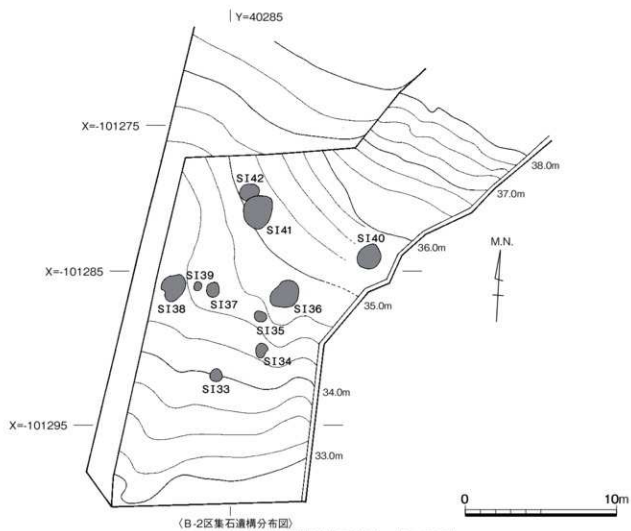 Y=40285
X=-101275
38.0m
37.0m
SI42
SI41
SI40
36.0m
M.N.
X=-101285
SI39
SI38
SI37
SI36
35.0m
SI35
SI34
SI33
34.0m
X=-101295
33.0m
0 10m
〈B-2区集石遺構分布図〉